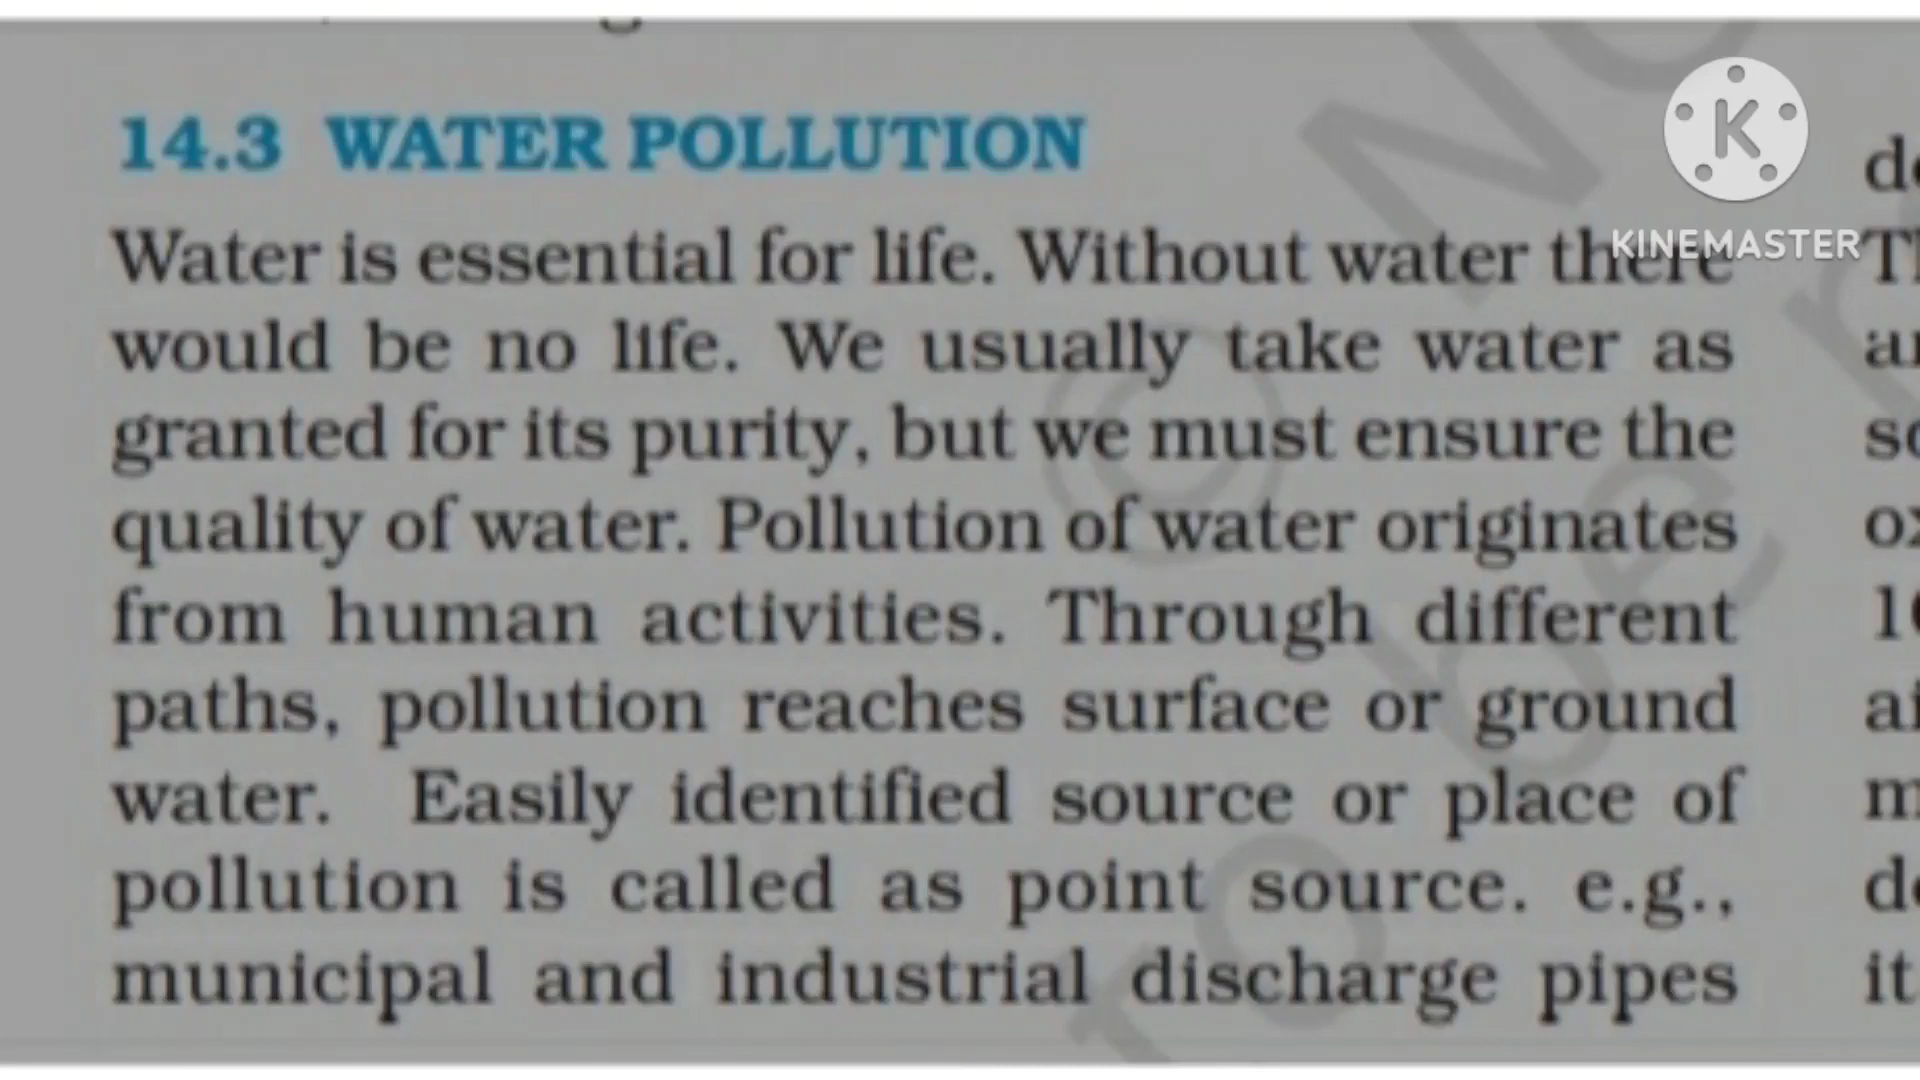 14.3 WATER POLLUTION
Water is essential for life. Without water there
would be no life. We usually take water as
granted for its purity, but we must ensure the
quality of water. Pollution of water originates
from human activities. Through different
paths, pollution reaches surface or ground
water. Easily identified source or place of
pollution is called as point source. e.g.,
municipal and industrial discharge pipes
KINEMASTER